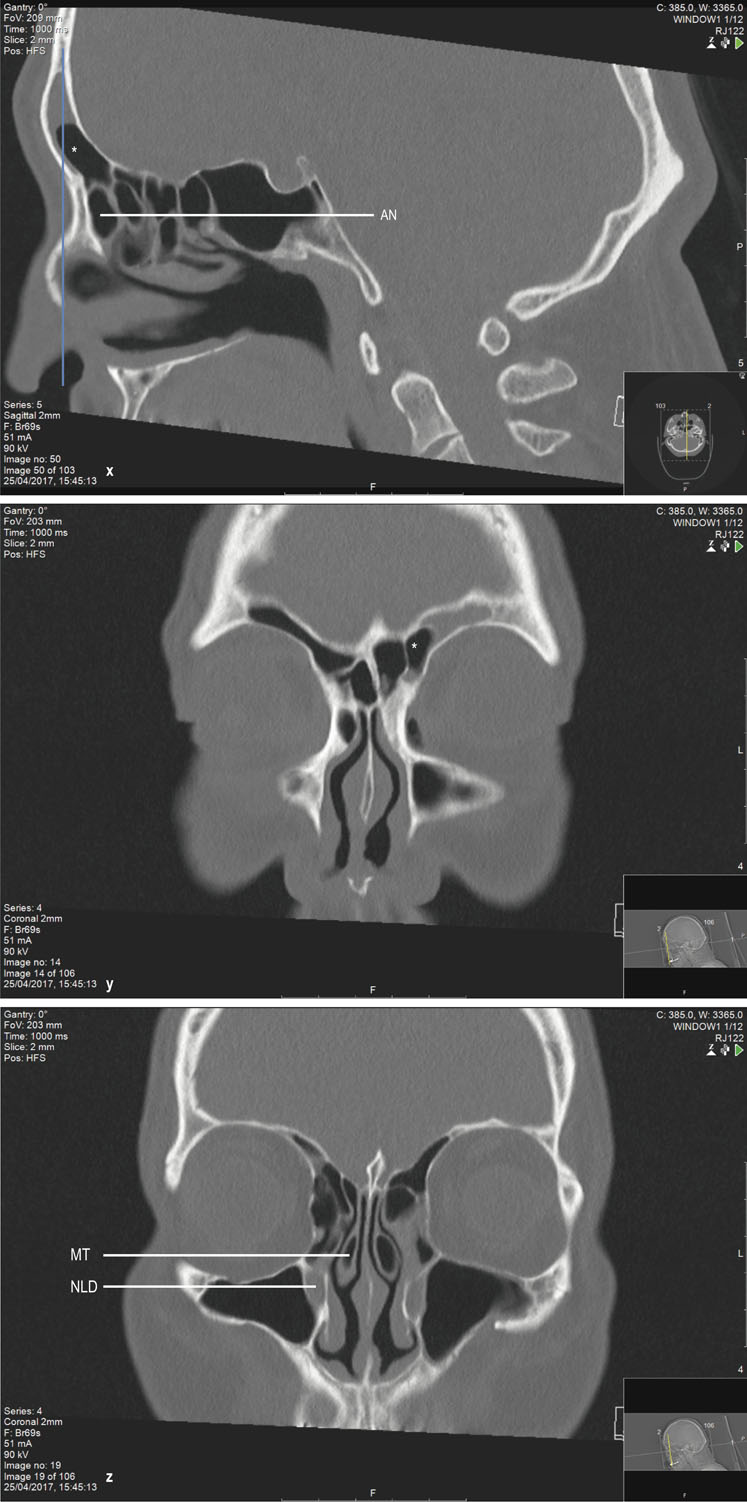 Gantry: 0°
FoV: 209 mm
Time: 1000 ms
Slice: 2 mm
Pos: HFS
C: 385.0, W: 3365.0
WINDOW1 1/12
RJ122
Z
*
AN
P
5
Series: 5
Sagittal 2mm
F: Br69s
51 mA
90 kV
Image no: 50
Image 50 of 103
25/04/2017, 15:45:13
x
F
103 2
L
P
Gantry: 0°
FoV: 203 mm
Time: 1000 ms
Slice: 2 mm
Pos: HFS
C: 385.0, W: 3365.0
WINDOW1 1/12
RJ122
Z
*
L
4
Series: 4
Coronal 2mm
F: Br69s
51 mA
90 kV
Image no: 14
Image 14 of 106
25/04/2017, 15:45:13
y
F
2 106
P
F
Gantry: 0°
FoV: 203 mm
Time: 1000 ms
Slice: 2 mm
Pos: HFS
C: 385.0, W: 3365.0
WINDOW1 1/12
RJ122
Z
MT
L
NLD
4
Series: 4
Coronal 2mm
F: Br69s
51 mA
90 kV
Image no: 19
Image 19 of 106
25/04/2017, 15:45:13
z
F
2 106
P
F